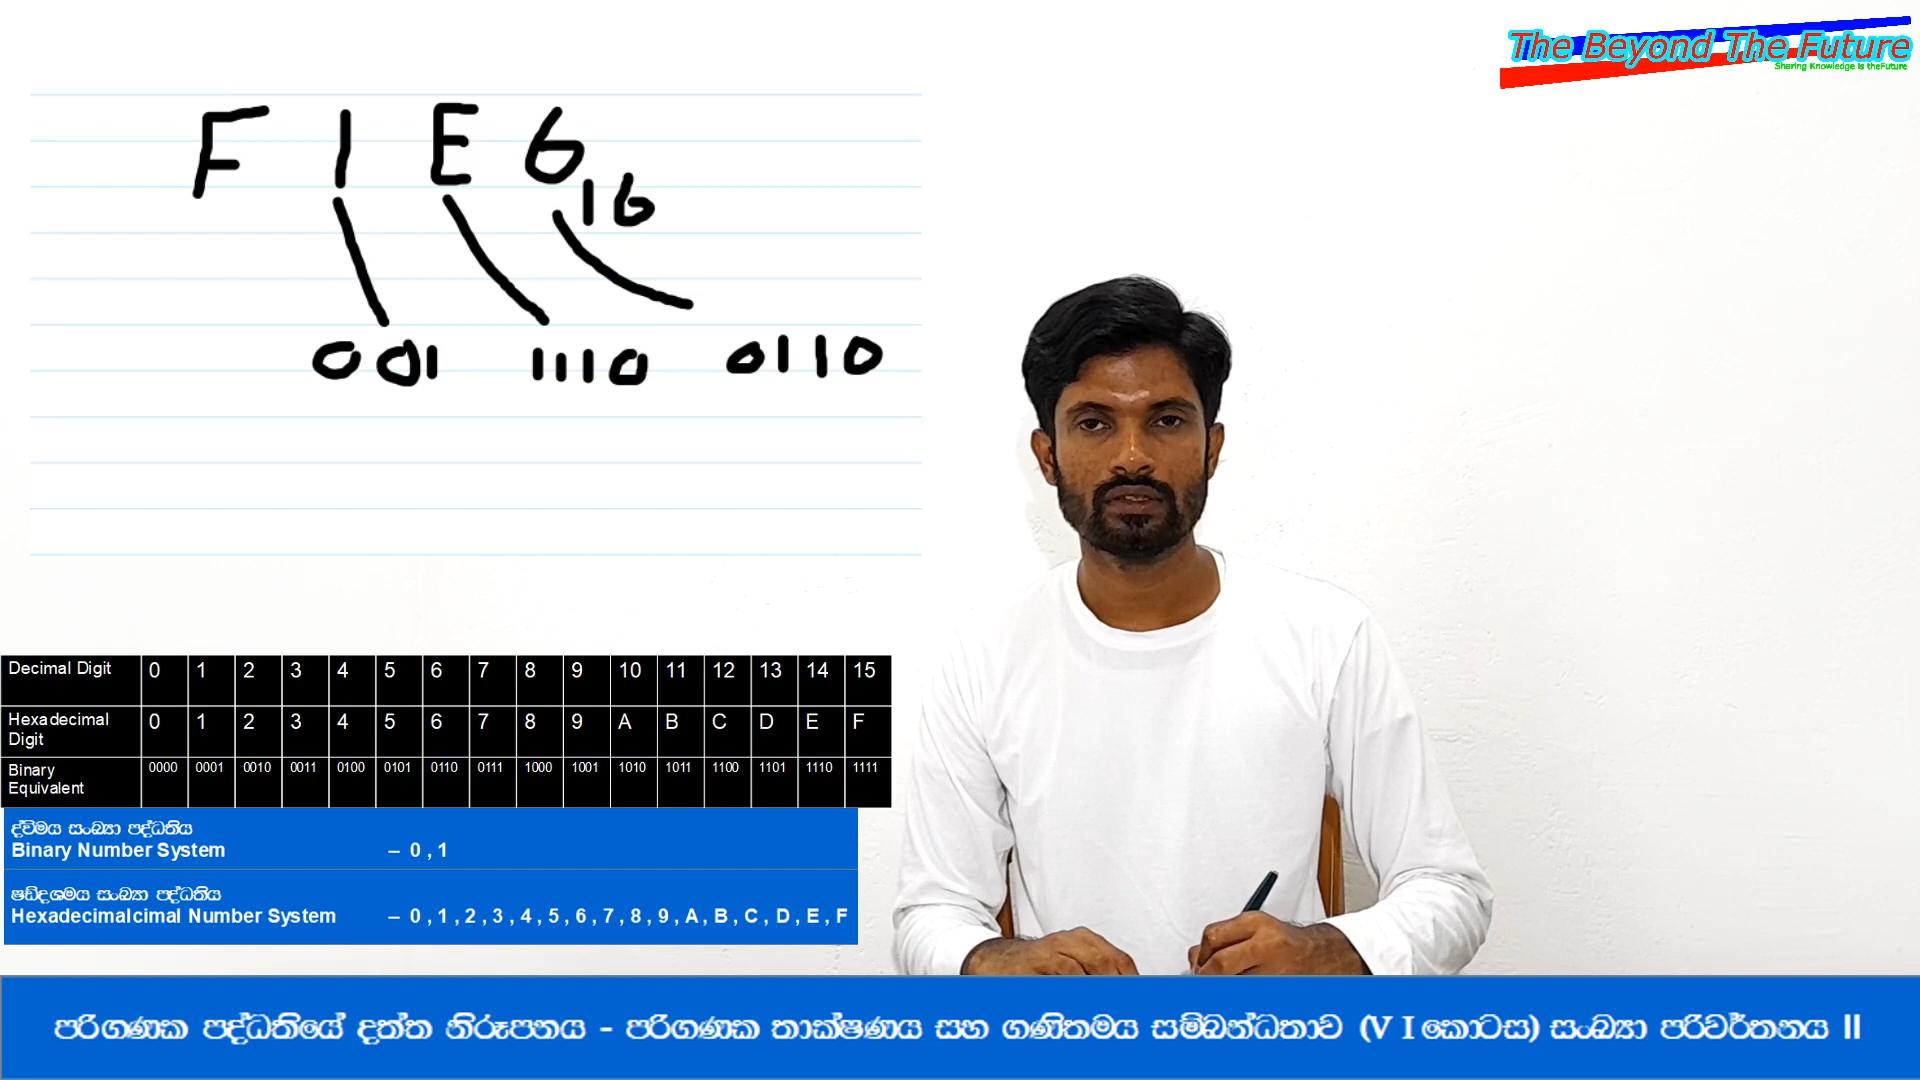 The Beyond The Future
Sharing Knowledge is theFuture
F 1 E 6 16
001 1110 0110
Decimal Digit 0 1 2 3 4 5 6 7 8 9 10 11 12 13 14 15
Hexadecimal Digit 0 1 2 3 4 5 6 7 8 9 A B C D E F
Binary Equivalent 0000 0001 0010 0011 0100 0101 0110 0111 1000 1001 1010 1011 1100 1101 1110 1111
ද්විමය සංඛ්‍යා පද්ධතිය
Binary Number System – 0 , 1
ෂඩ්දශමය සංඛ්‍යා පද්ධතිය
Hexadecimalcimal Number System – 0 , 1 , 2 , 3 , 4 , 5 , 6 , 7 , 8 , 9 , A , B , C , D , E , F
පරිගණක පද්ධතියේ දත්ත නිරූපනය - පරිගණක තාක්ෂණය සහ ගණිතමය සම්බන්ධතාව (V I කොටස) සංඛ්‍යා පරිවර්තනය II